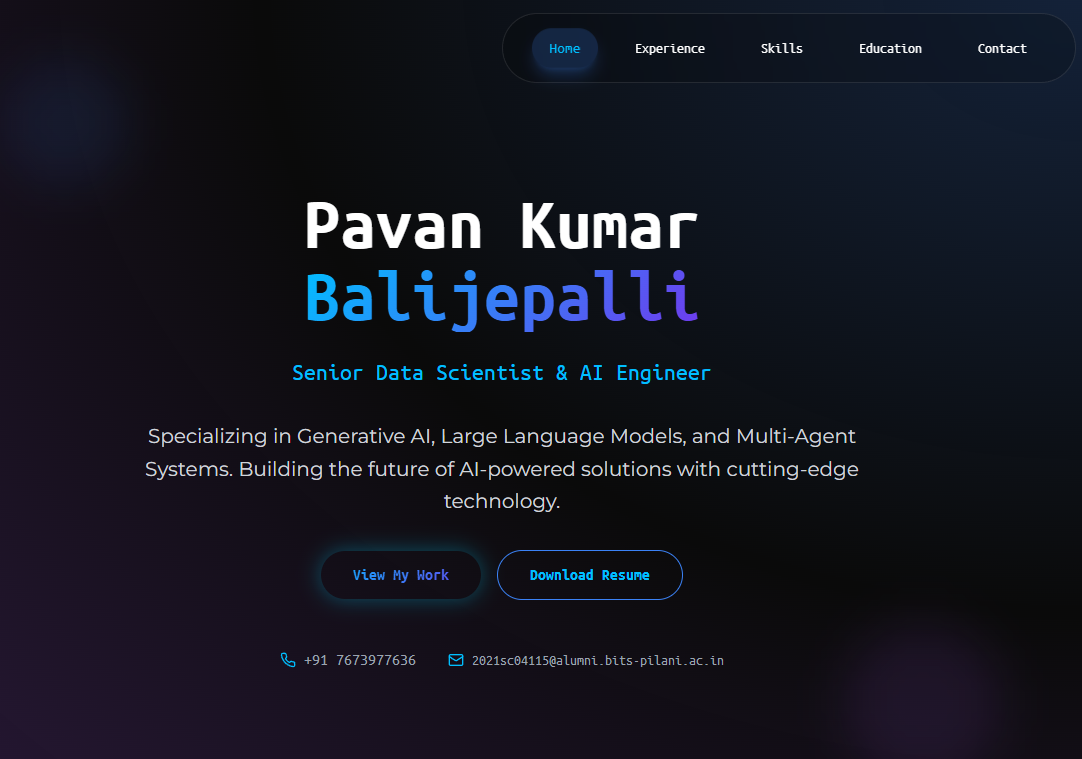 Home Experience Skills Education Contact
Pavan Kumar
Balijepalli
Senior Data Scientist & AI Engineer
Specializing in Generative AI, Large Language Models, and Multi-Agent
Systems. Building the future of AI-powered solutions with cutting-edge
technology.
View My Work Download Resume
+91 7673977636 2021sc04115@alumni.bits-pilani.ac.in